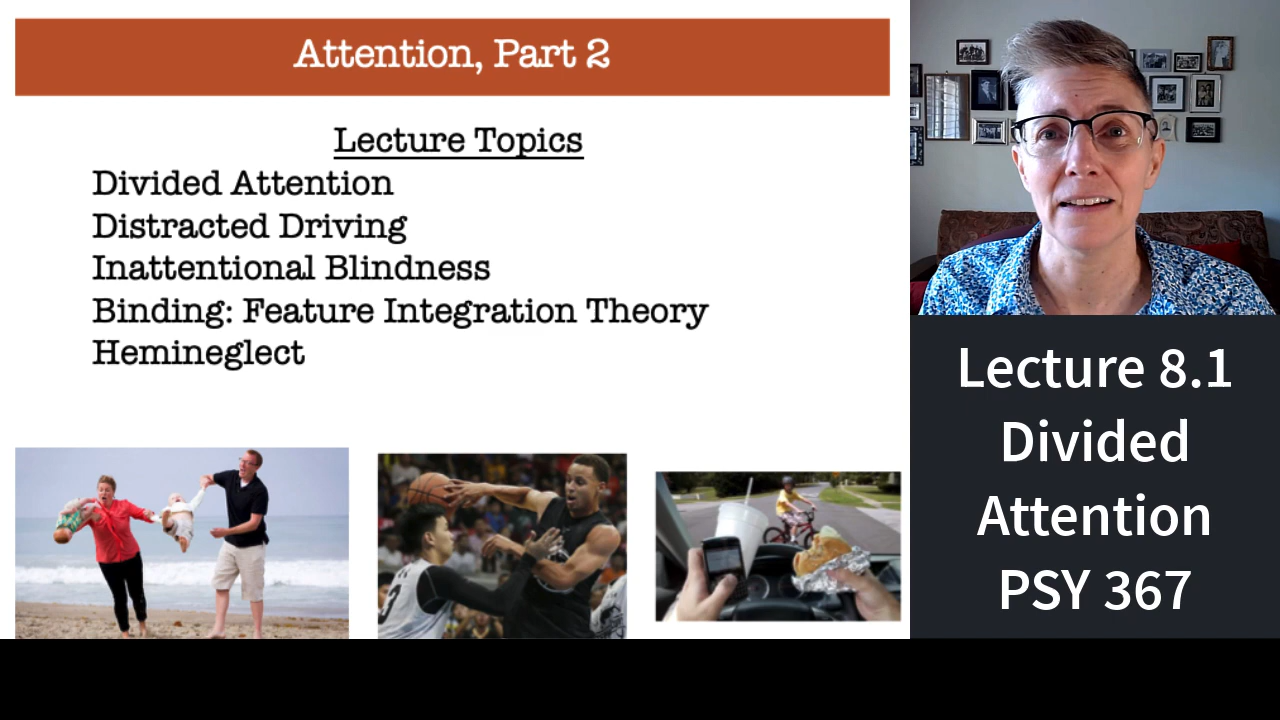 Attention, Part 2
Lecture Topics
Divided Attention
Distracted Driving
Inattentional Blindness
Binding: Feature Integration Theory
Hemineglect
Lecture 8.1
Divided
Attention
PSY 367